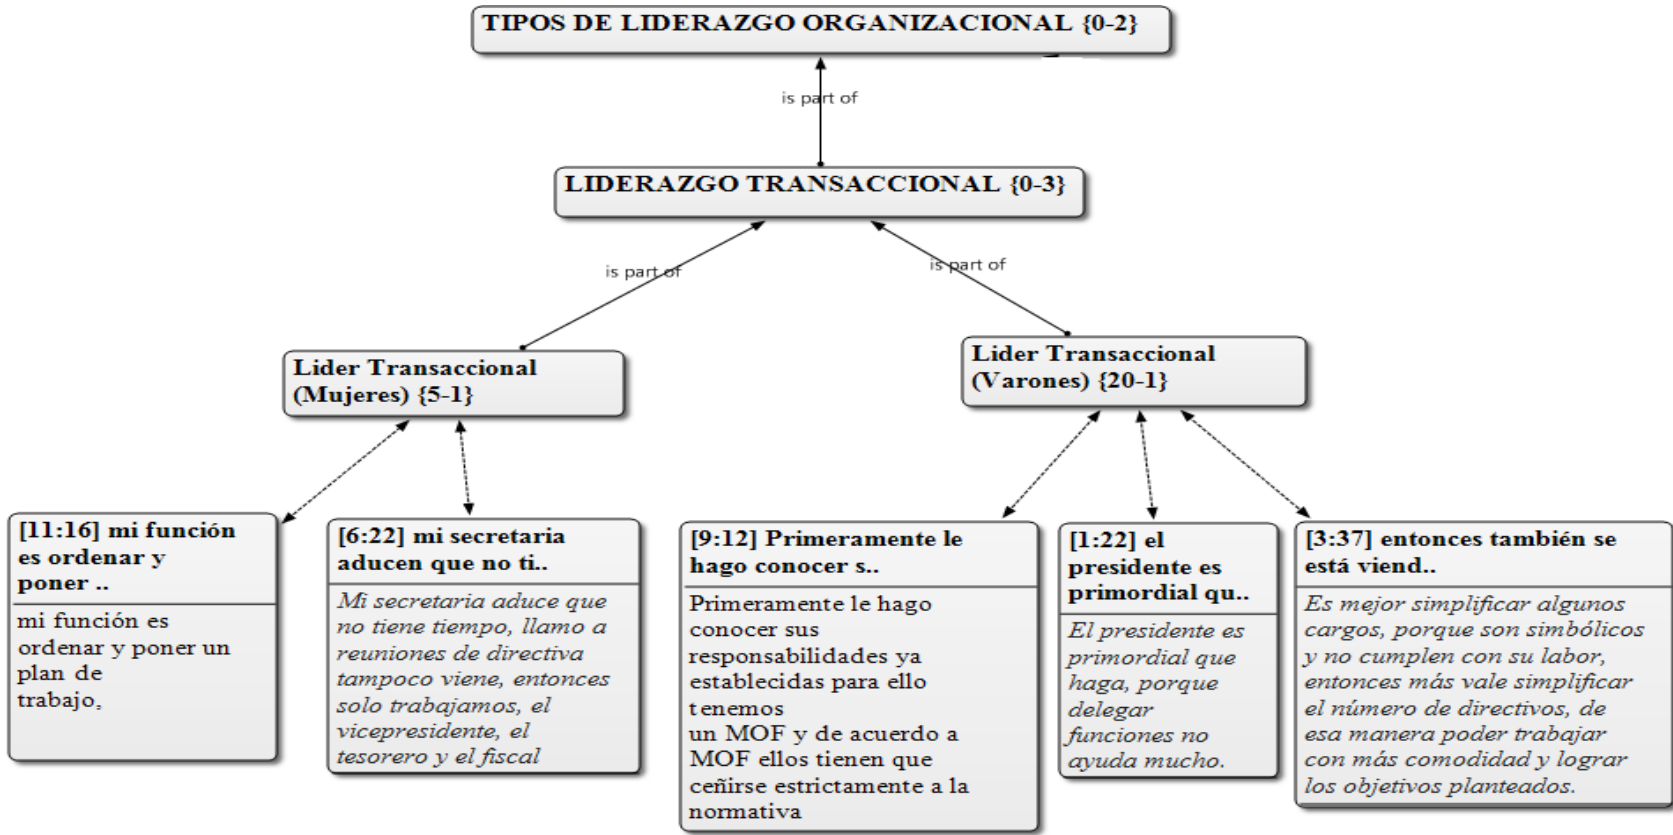 TIPOS DE LIDERAZGO ORGANIZACIONAL {0-2}
is part of
LIDERAZGO TRANSACCIONAL {0-3}
is part of
is part of
Lider Transaccional
(Mujeres) {5-1}
Lider Transaccional
(Varones) {20-1}
[11:16] mi función
es ordenar y
poner ..
mi función es
ordenar y poner un
plan de
trabajo,
[6:22] mi secretaria
aducen que no ti..
Mi secretaria aduce que
no tiene tiempo, llamo a
reuniones de directiva
tampoco viene, entonces
solo trabajamos, el
vicepresidente, el
tesorero y el fiscal
[9:12] Primeramente le
hago conocer s..
Primeramente le hago
conocer sus
responsabilidades ya
establecidas para ello
tenemos
un MOF y de acuerdo a
MOF ellos tienen que
ceñirse estrictamente a la
normativa
[1:22] el
presidente es
primordial qu..
El presidente es
primordial que
haga, porque
delegar
funciones no
ayuda mucho.
[3:37] entonces también se
está viend..
Es mejor simplificar algunos
cargos, porque son simbólicos
y no cumplen con su labor,
entonces más vale simplificar
el número de directivos, de
esa manera poder trabajar
con más comodidad y lograr
los objetivos planteados.